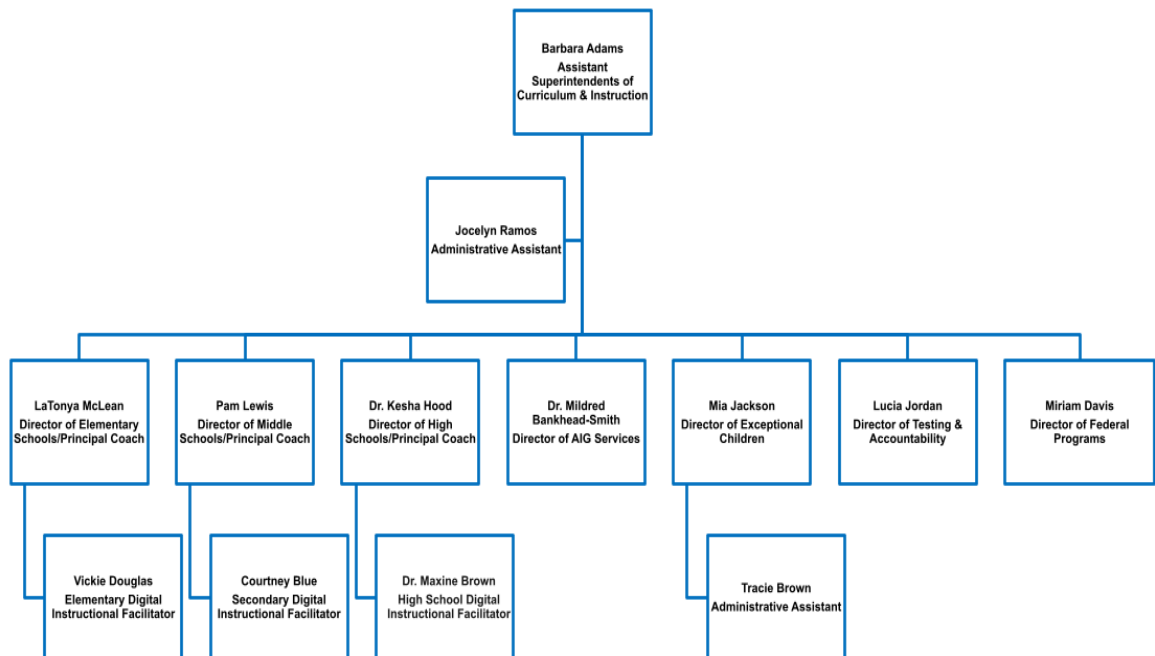 Barbara Adams
Assistant
Superintendents of
Curriculum & Instruction
Jocelyn Ramos
Administrative Assistant
LaTonya McLean
Director of Elementary
Schools/Principal Coach
Pam Lewis
Director of Middle
Schools/Principal Coach
Dr. Kesha Hood
Director of High
Schools/Principal Coach
Dr. Mildred
Bankhead-Smith
Director of AIG Services
Mia Jackson
Director of Exceptional
Children
Lucia Jordan
Director of Testing &
Accountability
Miriam Davis
Director of Federal
Programs
Vickie Douglas
Elementary Digital
Instructional Facilitator
Courtney Blue
Secondary Digital
Instructional Facilitator
Dr. Maxine Brown
High School Digital
Instructional Facilitator
Tracie Brown
Administrative Assistant